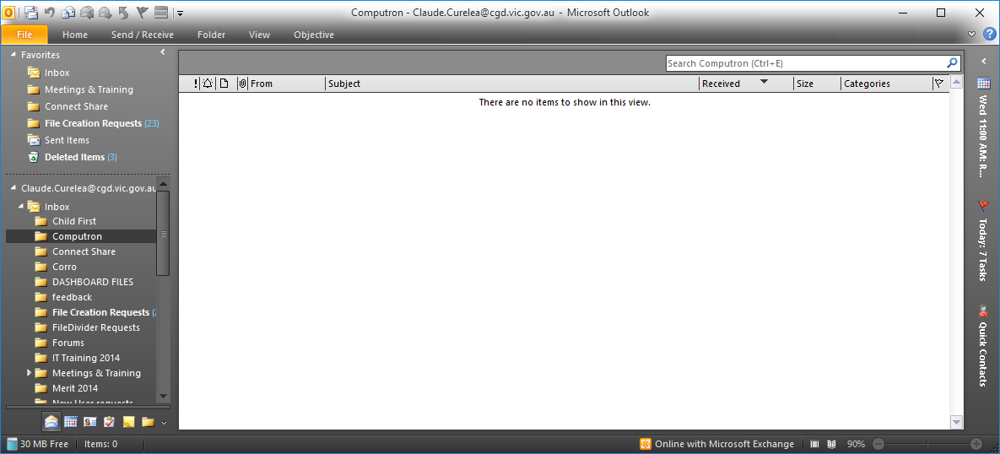 Computron - Claude.Curelea@cgd.vic.gov.au - Microsoft Outlook
File Home Send / Receive Folder View Objective
Favorites
Inbox
Meetings & Training
Connect Share
File Creation Requests (23)
Sent Items
Deleted Items (3)
Claude.Curelea@cgd.vic.gov.au
Inbox
Child First
Computron
Connect Share
Corro
DASHBOARD FILES
feedback
File Creation Requests (2
FileDivider Requests
Forums
IT Training 2014
Meetings & Training
Merit 2014
New User requests
Search Computron (Ctrl+E)
! From Subject Received Size Categories
There are no items to show in this view.
Wed 11:00 AM: R...
Today: 7 Tasks
Quick Contacts
30 MB Free Items: 0 Online with Microsoft Exchange 90%